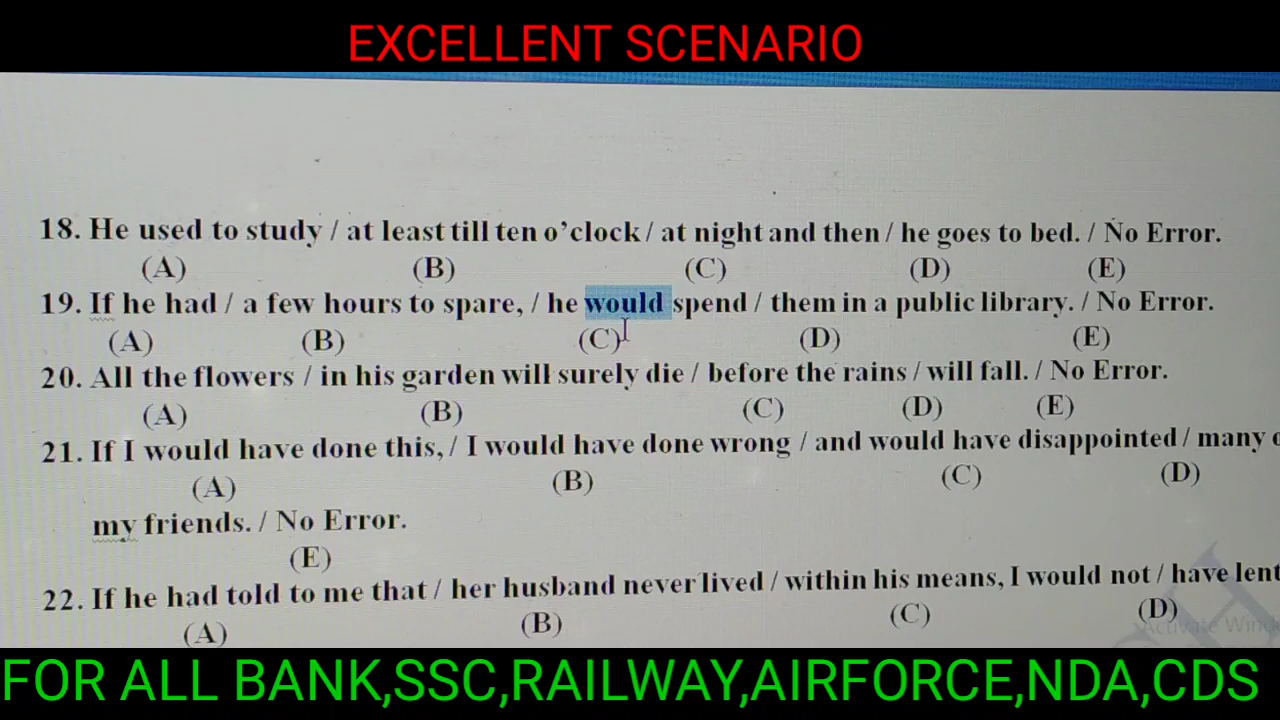 EXCELLENT SCENARIO
18. He used to study / at least till ten o’clock / at night and then / he goes to bed. / No Error.
(A) (B) (C) (D) (E)
19. If he had / a few hours to spare, / he would spend / them in a public library. / No Error.
(A) (B) (C) (D) (E)
20. All the flowers / in his garden will surely die / before the rains / will fall. / No Error.
(A) (B) (C) (D) (E)
21. If I would have done this, / I would have done wrong / and would have disappointed / many
(A) (B) (C) (D)
my friends. / No Error.
(E)
22. If he had told to me that / her husband never lived / within his means, I would not / have lent
(A) (B) (C) (D)
Activate Wind
FOR ALL BANK,SSC,RAILWAY,AIRFORCE,NDA,CDS